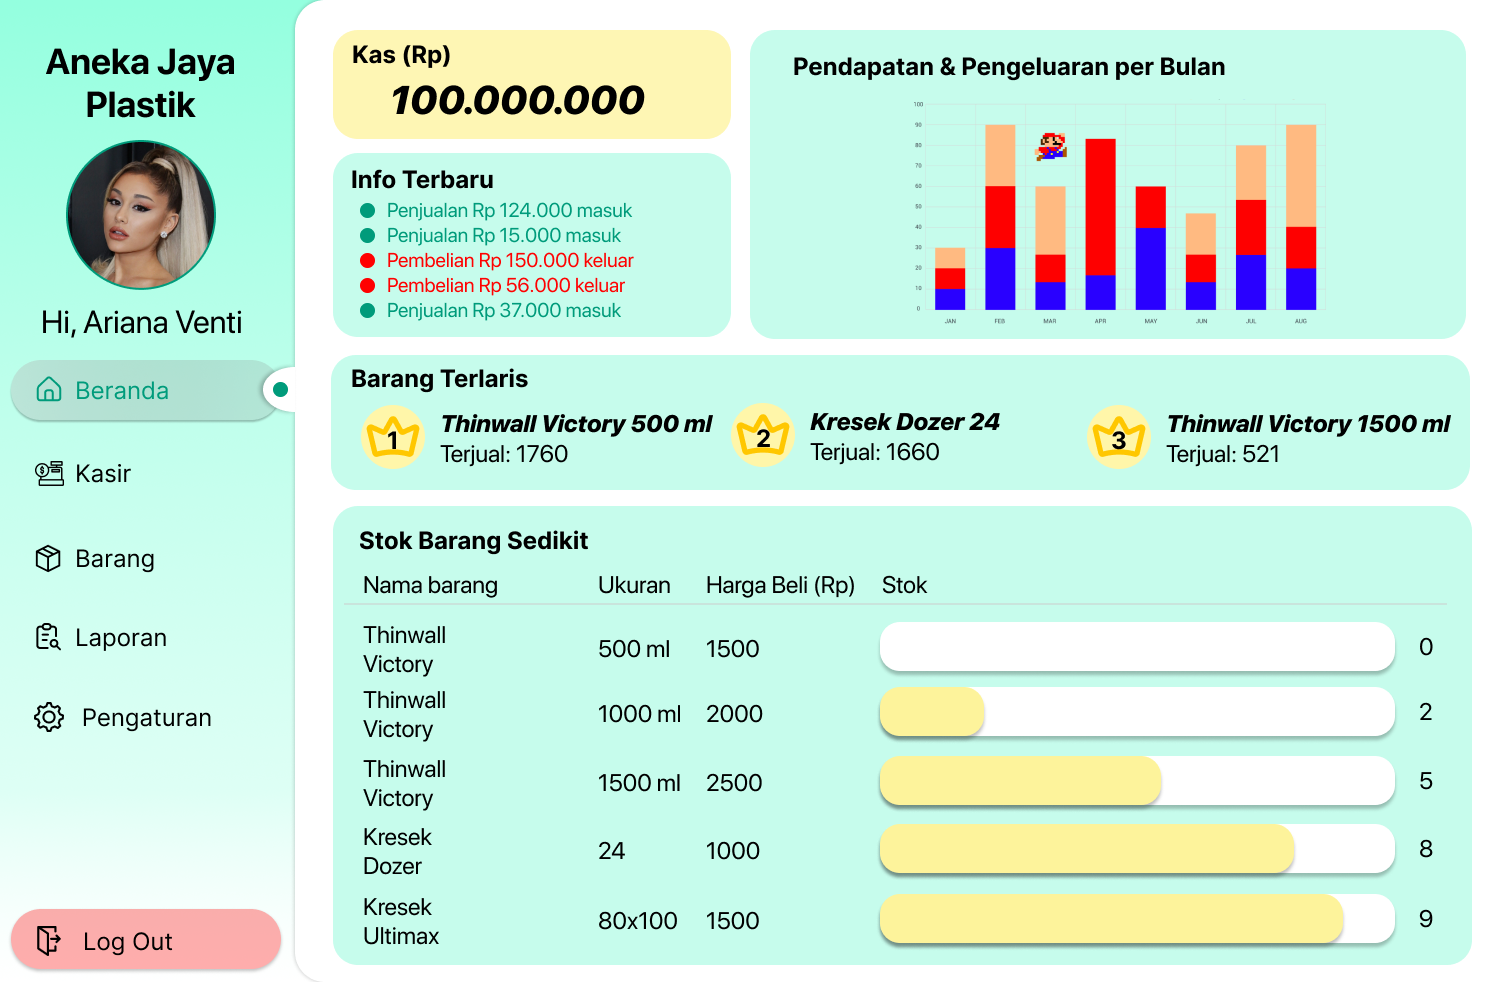 Aneka Jaya
Plastik
Hi, Ariana Venti
Beranda
Kasir
Barang
Laporan
Pengaturan
Log Out
Kas (Rp)
100.000.000
Info Terbaru
Penjualan Rp 124.000 masuk
Penjualan Rp 15.000 masuk
Pembelian Rp 150.000 keluar
Pembelian Rp 56.000 keluar
Penjualan Rp 37.000 masuk
Pendapatan & Pengeluaran per Bulan
100
90
80
70
60
50
40
30
20
10
0
JAN FEB MAR APR MAY JUN JUL AUG
Barang Terlaris
1 Thinwall Victory 500 ml
Terjual: 1760
2 Kresek Dozer 24
Terjual: 1660
3 Thinwall Victory 1500 ml
Terjual: 521
Stok Barang Sedikit
Nama barang Ukuran Harga Beli (Rp) Stok
Thinwall
Victory 500 ml 1500 0
Thinwall
Victory 1000 ml 2000 2
Thinwall
Victory 1500 ml 2500 5
Kresek
Dozer 24 1000 8
Kresek
Ultimax 80x100 1500 9